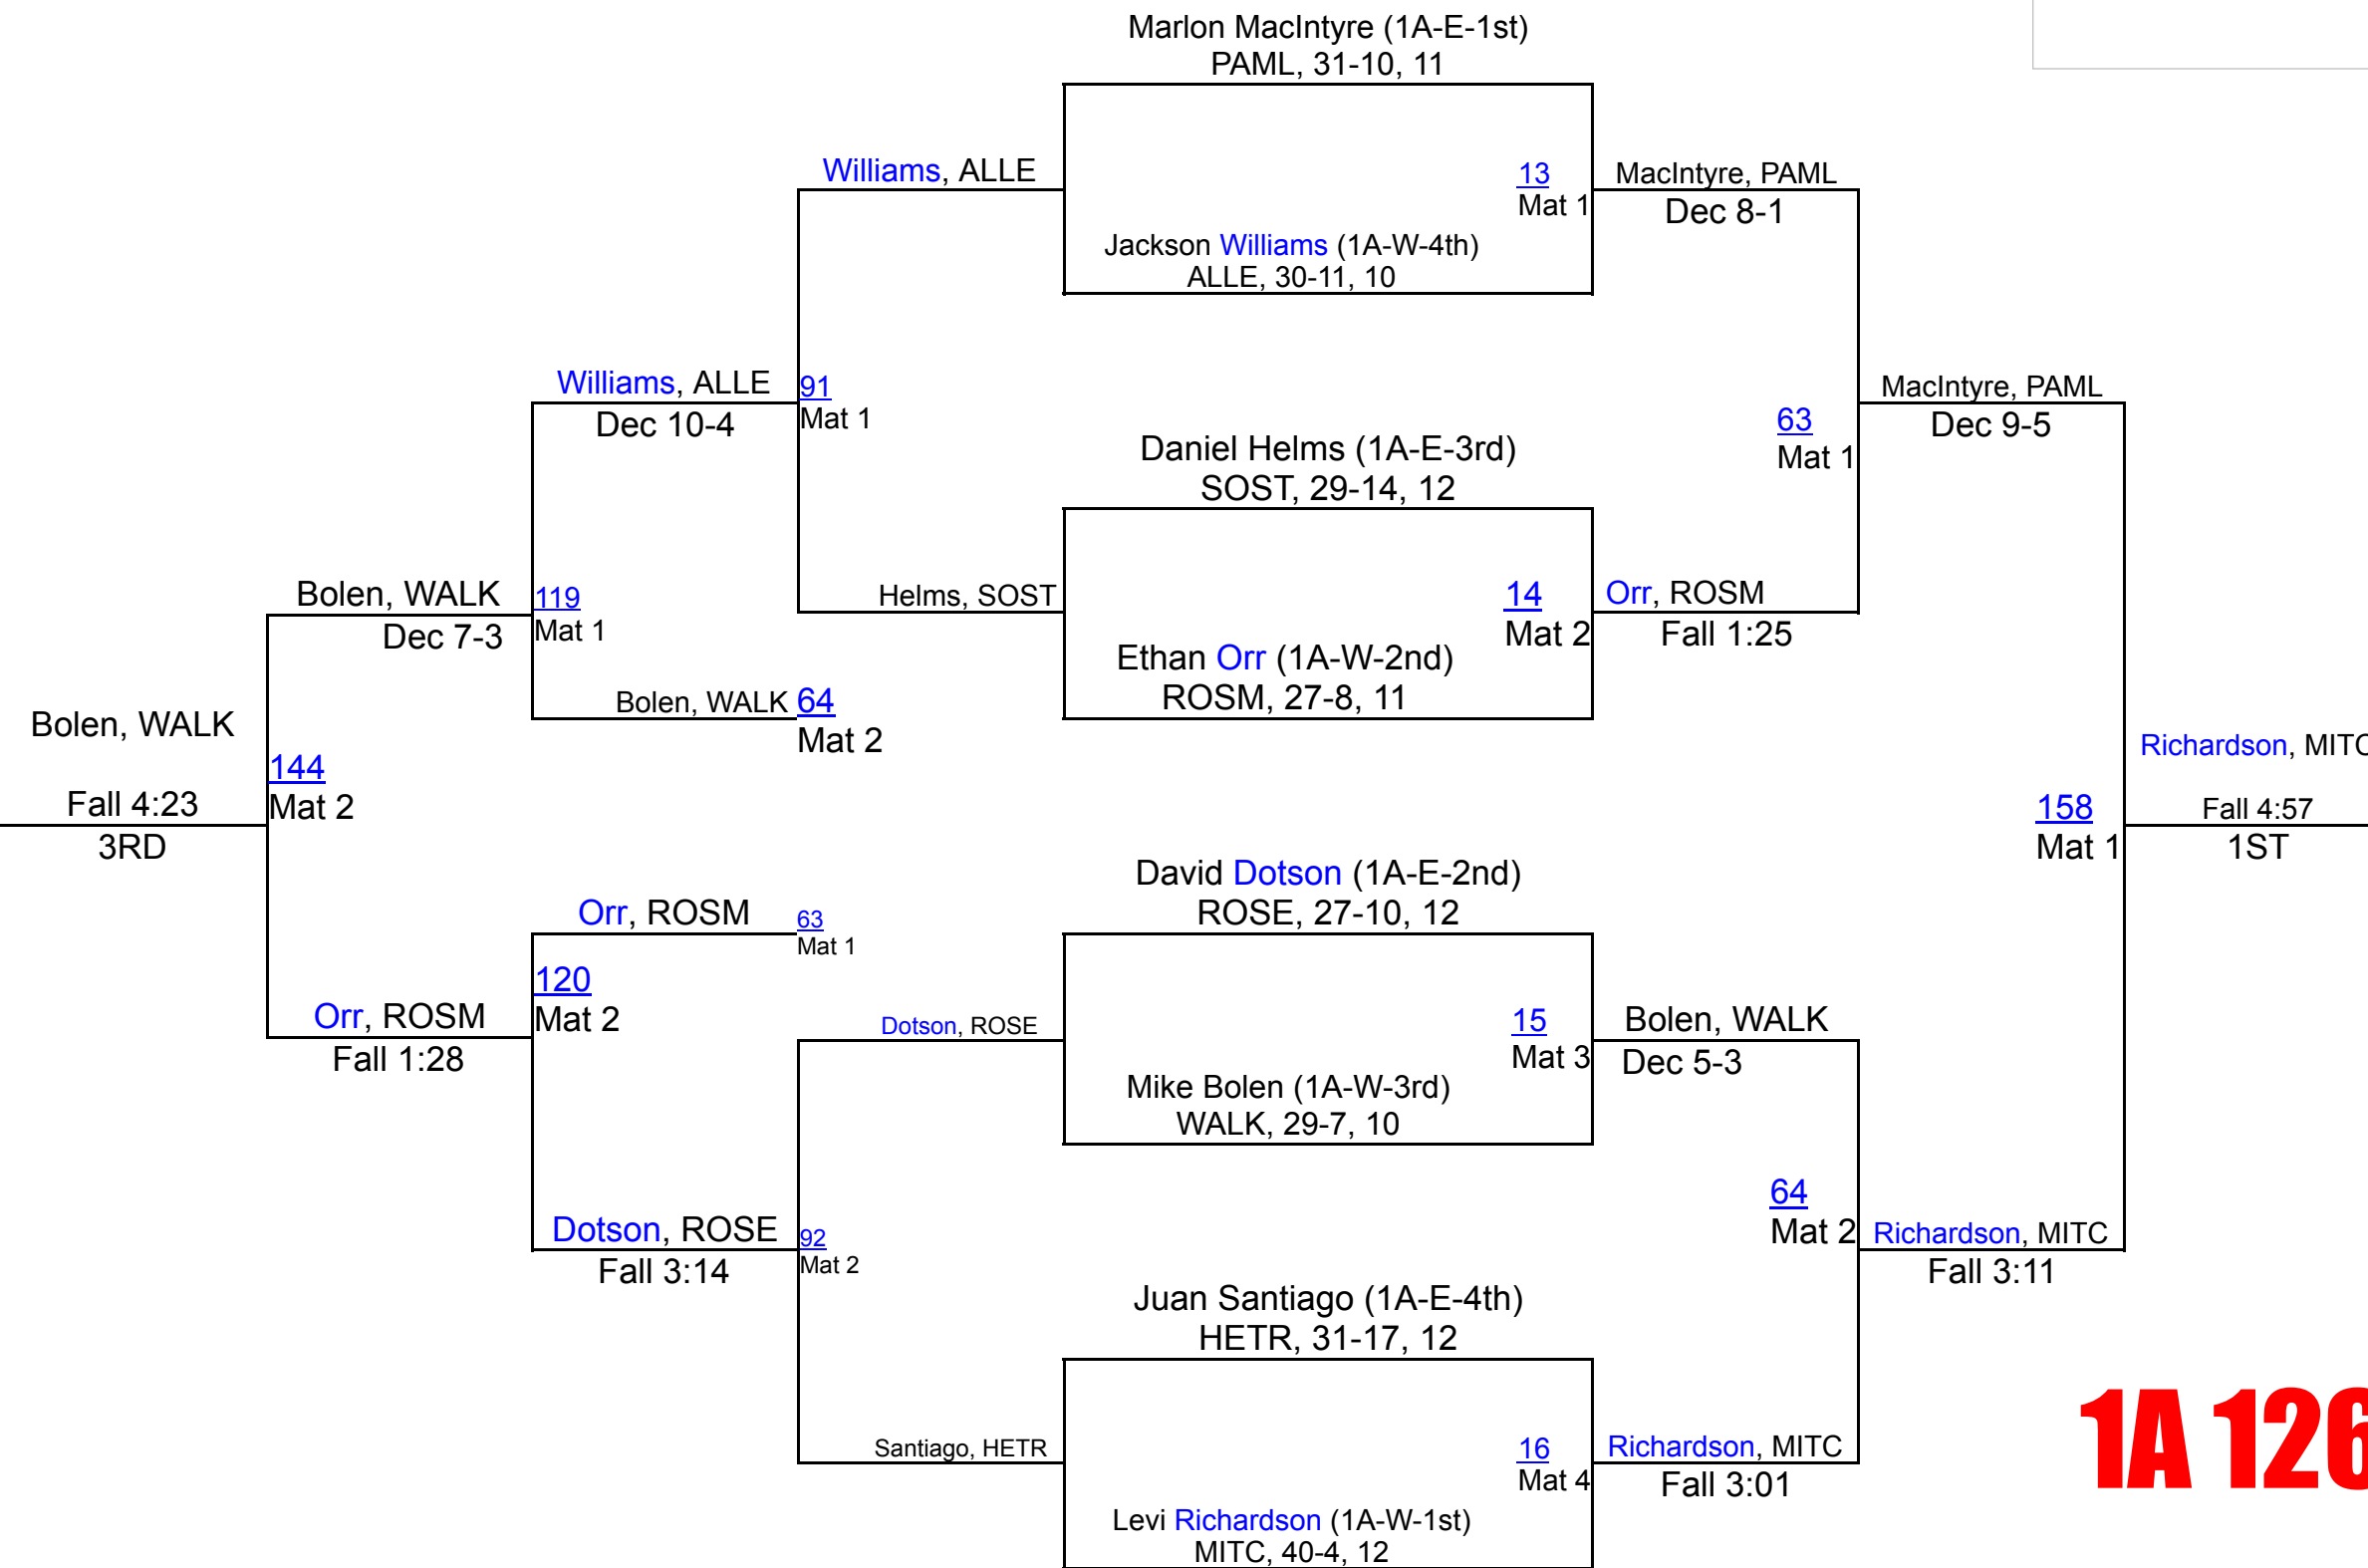 Marlon MacIntyre (1A-E-1st)
PAML, 31-10, 11
Williams, ALLE
13
Mat 1
MacIntyre, PAML
Dec 8-1
Jackson Williams (1A-W-4th)
ALLE, 30-11, 10
Williams, ALLE
Dec 10-4
91
Mat 1
MacIntyre, PAML
Dec 9-5
63
Mat 1
Daniel Helms (1A-E-3rd)
SOST, 29-14, 12
Bolen, WALK
Dec 7-3
119
Mat 1
Helms, SOST
14
Mat 2
Orr, ROSM
Fall 1:25
Ethan Orr (1A-W-2nd)
ROSM, 27-8, 11
Bolen, WALK
64
Mat 2
Bolen, WALK
Fall 4:23
3RD
144
Mat 2
Richardson, MITC
Fall 4:57
1ST
158
Mat 1
David Dotson (1A-E-2nd)
ROSE, 27-10, 12
Orr, ROSM
63
Mat 1
120
Mat 2
Orr, ROSM
Fall 1:28
Dotson, ROSE
15
Mat 3
Bolen, WALK
Dec 5-3
Mike Bolen (1A-W-3rd)
WALK, 29-7, 10
Dotson, ROSE
Fall 3:14
92
Mat 2
64
Mat 2
Richardson, MITC
Fall 3:11
Juan Santiago (1A-E-4th)
HETR, 31-17, 12
Santiago, HETR
16
Mat 4
Richardson, MITC
Fall 3:01
Levi Richardson (1A-W-1st)
MITC, 40-4, 12
1A 126